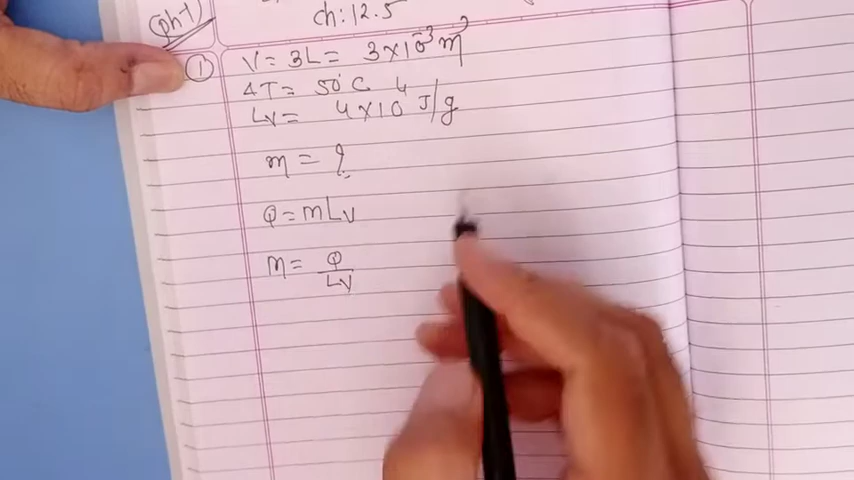 Ph-1
ch:12.5
1 V = 3L = 3×10⁻³ m³
ΔT = 50°C
Lv = 4×10⁴ J/g
m = ?
Q = mLv
m = Q/Lv